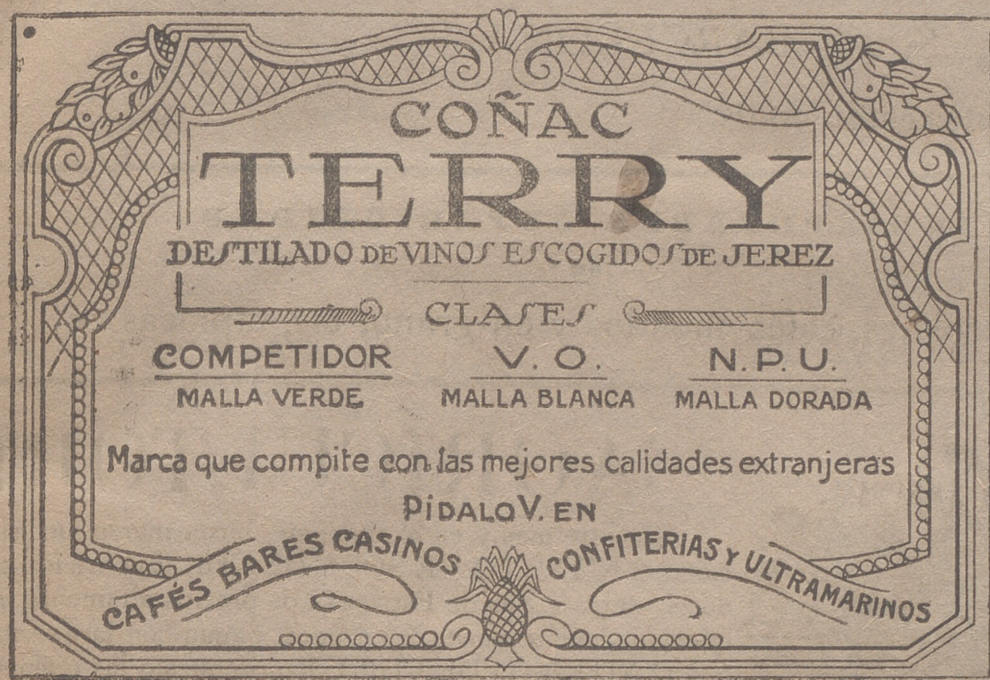 COÑAC
TERRY
DESTILADO DE VINOS ESCOGIDOS DE JEREZ
CLASES
COMPETIDOR V.O. N.P.U.
MALLA VERDE MALLA BLANCA MALLA DORADA
Marca que compite con las mejores calidades extranjeras
PiDALO V. EN
CAFÉS BARES CASINOS CONFITERIAS Y ULTRAMARINOS